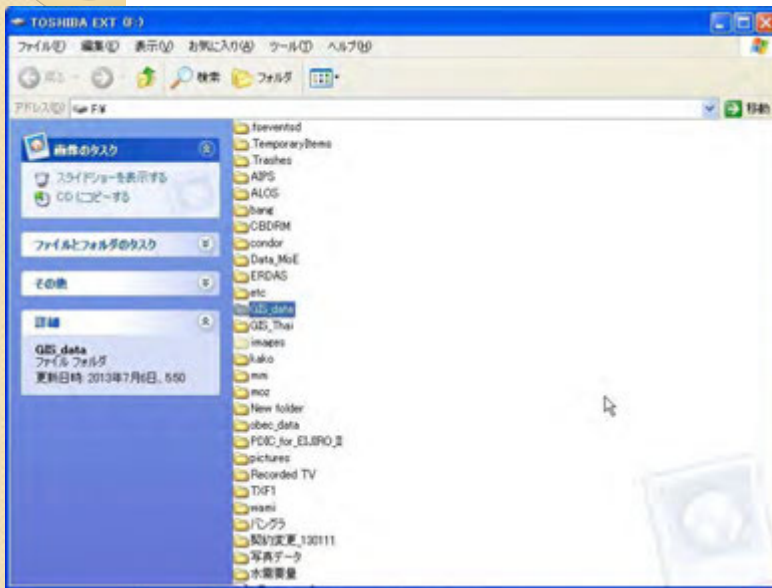 TOSHIBA EXT (F:)
ファイル(F) 編集(E) 表示(V) お気に入り(A) ツール(T) ヘルプ(H)
戻る 検索 フォルダ
アドレス(D) F:¥ 移動
画像のタスク
スライドショーを表示する
CD にコピーする
ファイルとフォルダのタスク
その他
詳細
GIS_data
ファイル フォルダ
更新日時: 2013年7月6日、5:50
.fseventsd
.TemporaryItems
.Trashes
AIPS
ALOS
bang
CBDRM
condor
Data_MoE
ERDAS
etc
GIS_data
GIS_Thai
images
kako
mm
moz
New folder
obec_data
PDIC_for_EIJIRO_II
pictures
Recorded TV
TXF1
wami
バングラ
契約変更_130111
写真データ
水需要量